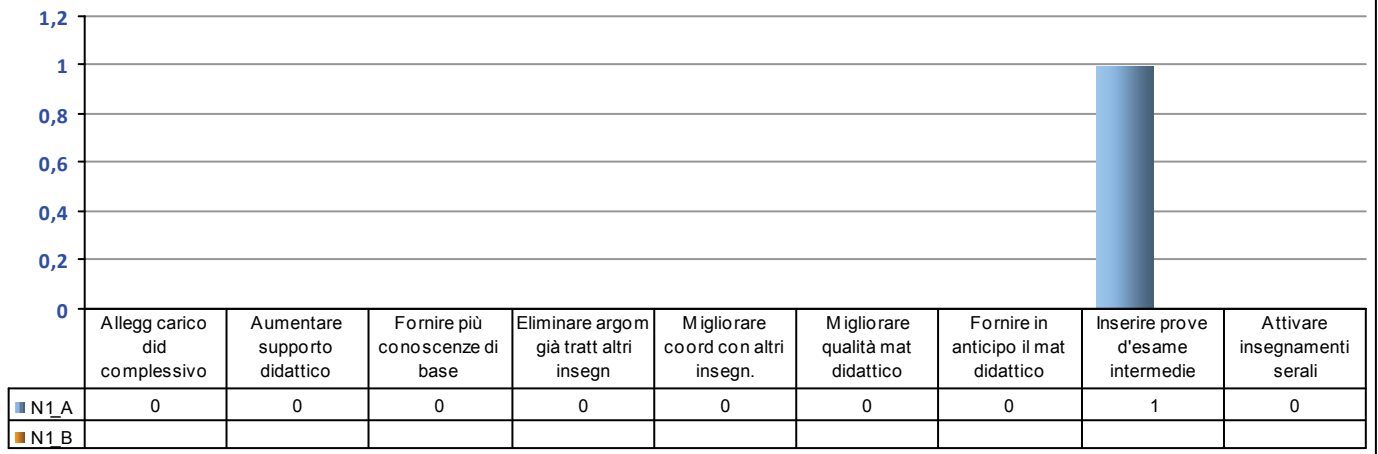 1,2
1
0,8
0,6
0,4
0,2
0
Allegg carico did complessivo
Aumentare supporto didattico
Fornire più conoscenze di base
Eliminare argom già tratt altri insegn
Migliorare coord con altri insegn.
Migliorare qualità mat didattico
Fornire in anticipo il mat didattico
Inserire prove d'esame intermedie
Attivare insegnamenti serali
N1_A 0 0 0 0 0 0 0 1 0
N1_B